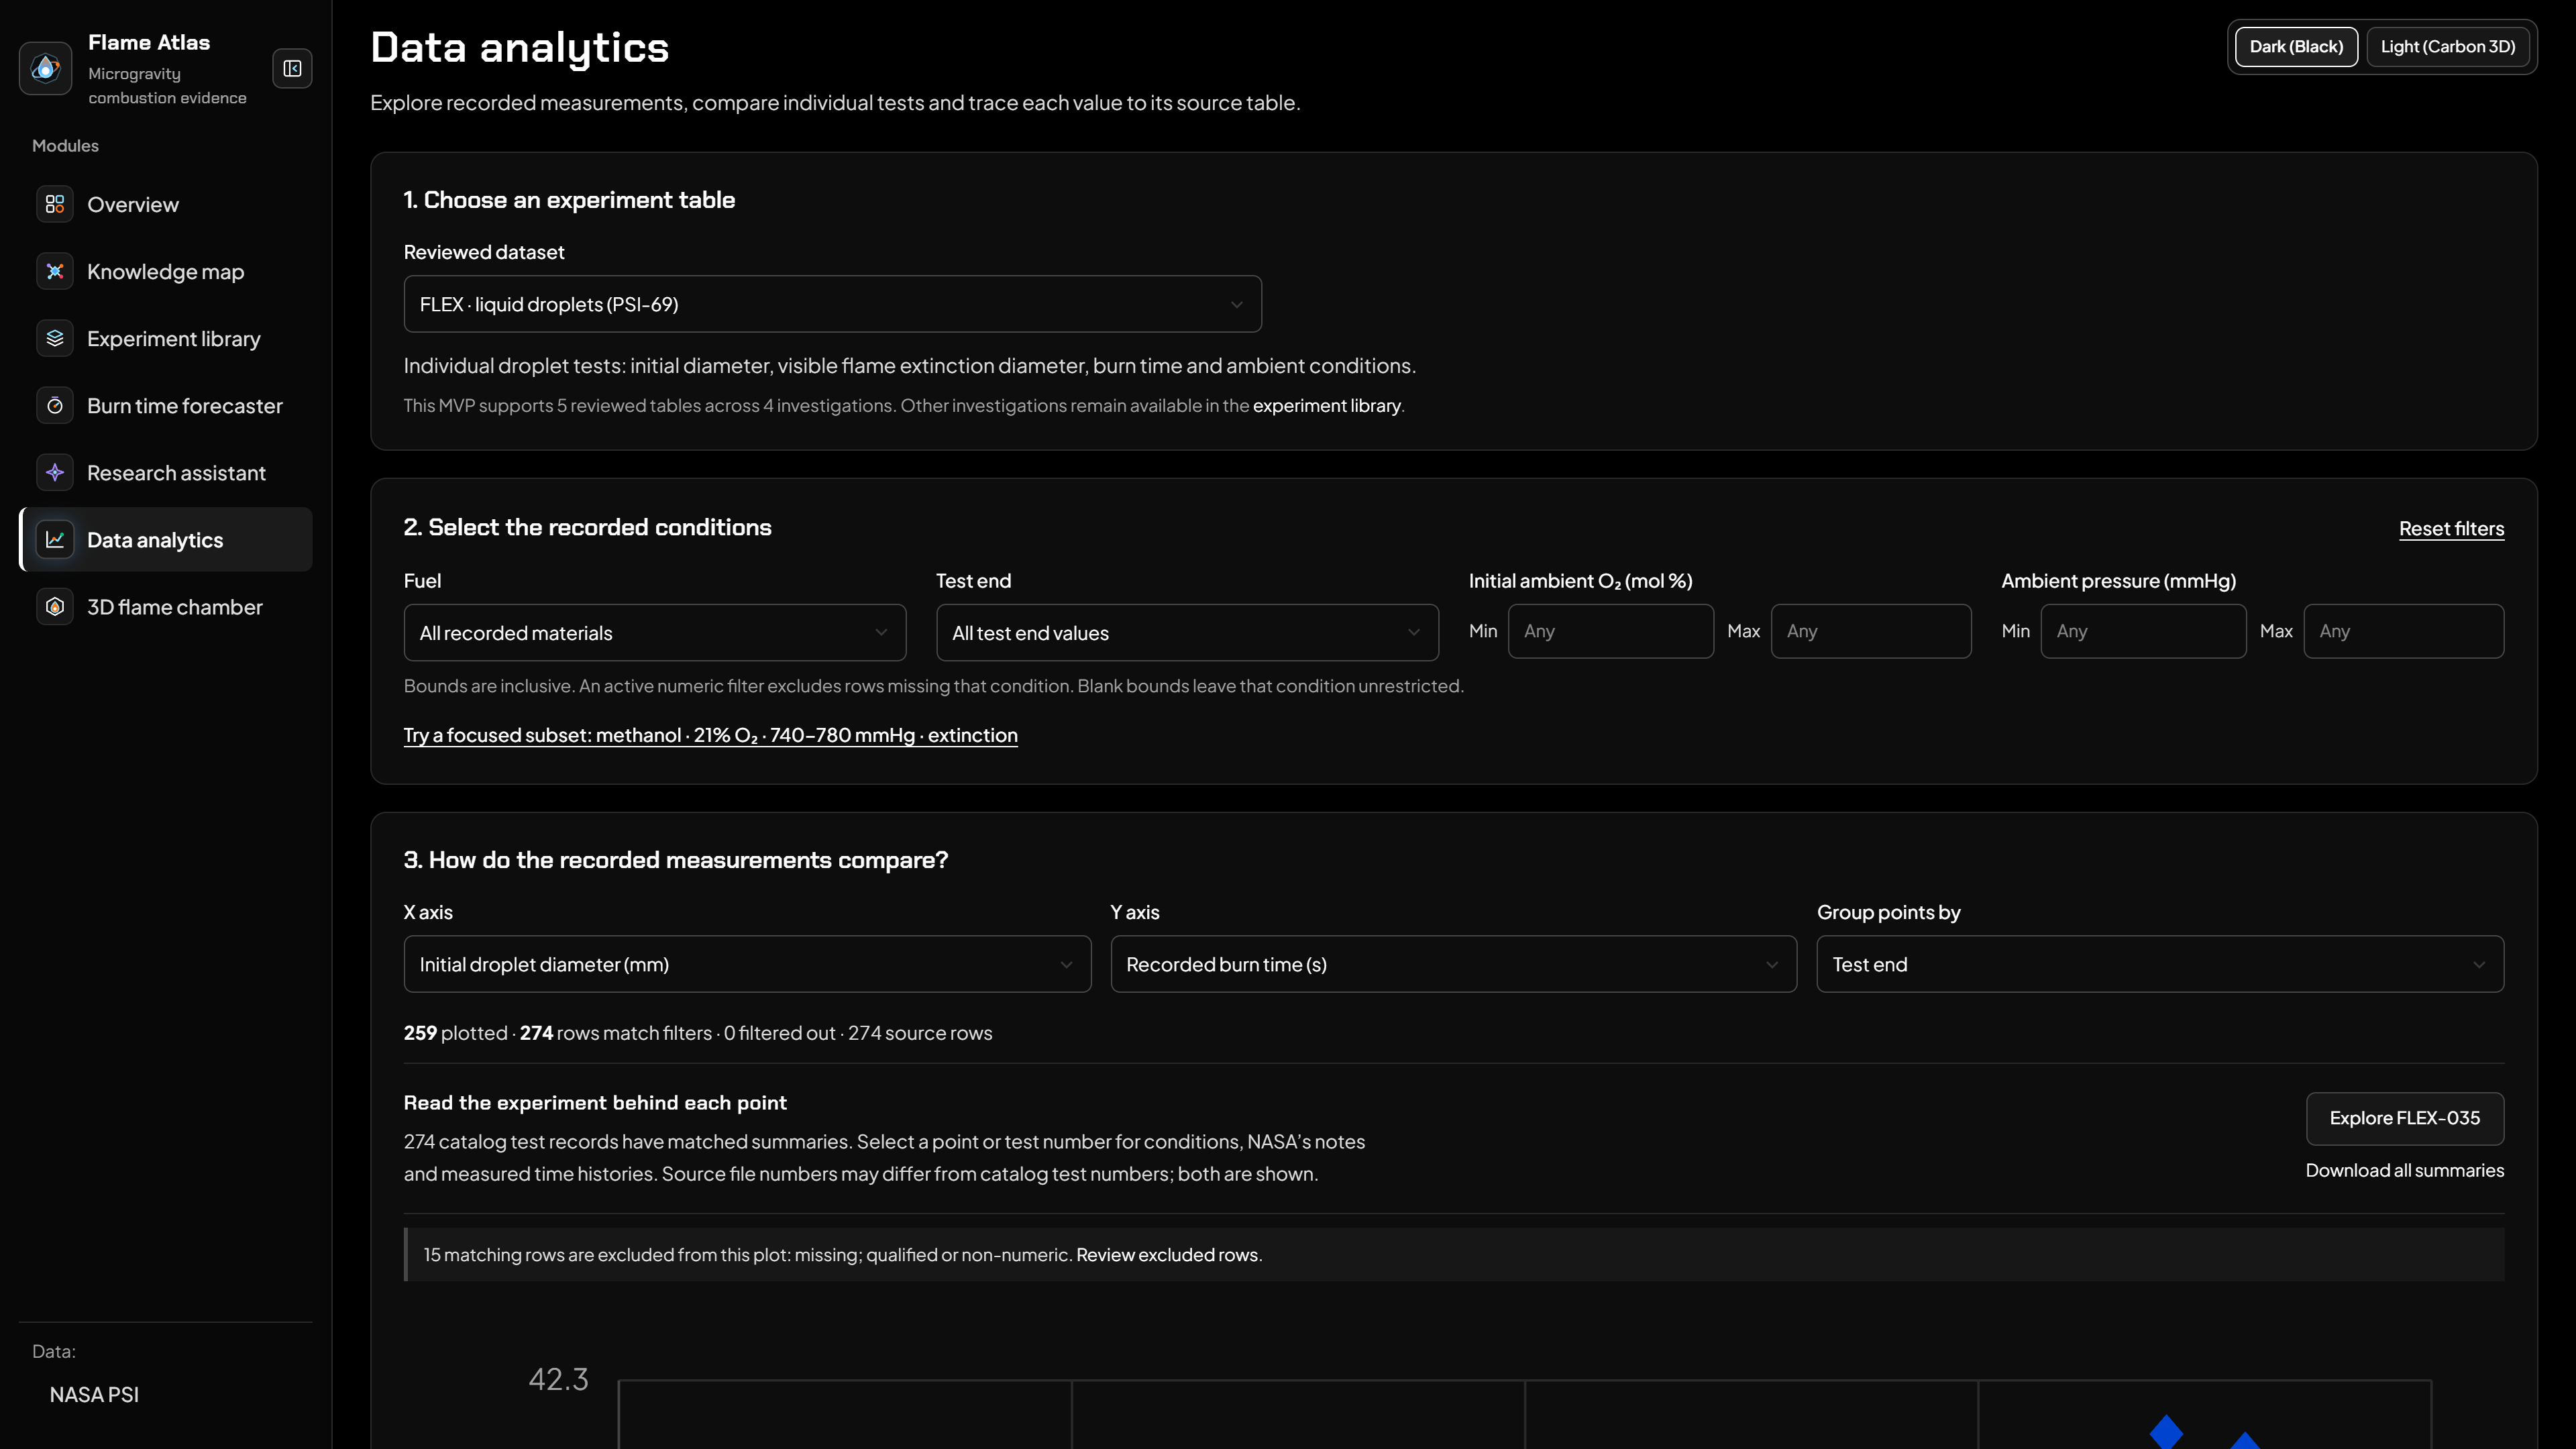 Flame Atlas
Microgravity
combustion evidence
Modules
Overview
Knowledge map
Experiment library
Burn time forecaster
Research assistant
Data analytics
3D flame chamber
Data:
NASA PSI
Data analytics
Dark (Black)
Light (Carbon 3D)
Explore recorded measurements, compare individual tests and trace each value to its source table.
1. Choose an experiment table
Reviewed dataset
FLEX · liquid droplets (PSI-69)
Individual droplet tests: initial diameter, visible flame extinction diameter, burn time and ambient conditions.
This MVP supports 5 reviewed tables across 4 investigations. Other investigations remain available in the experiment library.
2. Select the recorded conditions
Reset filters
Fuel
Test end
Initial ambient O₂ (mol %)
Ambient pressure (mmHg)
All recorded materials
All test end values
Min Any Max Any
Min Any Max Any
Bounds are inclusive. An active numeric filter excludes rows missing that condition. Blank bounds leave that condition unrestricted.
Try a focused subset: methanol · 21% O₂ · 740–780 mmHg · extinction
3. How do the recorded measurements compare?
X axis
Y axis
Group points by
Initial droplet diameter (mm)
Recorded burn time (s)
Test end
259 plotted · 274 rows match filters · 0 filtered out · 274 source rows
Read the experiment behind each point
274 catalog test records have matched summaries. Select a point or test number for conditions, NASA's notes
and measured time histories. Source file numbers may differ from catalog test numbers; both are shown.
Explore FLEX-035
Download all summaries
15 matching rows are excluded from this plot: missing; qualified or non-numeric. Review excluded rows.
42.3